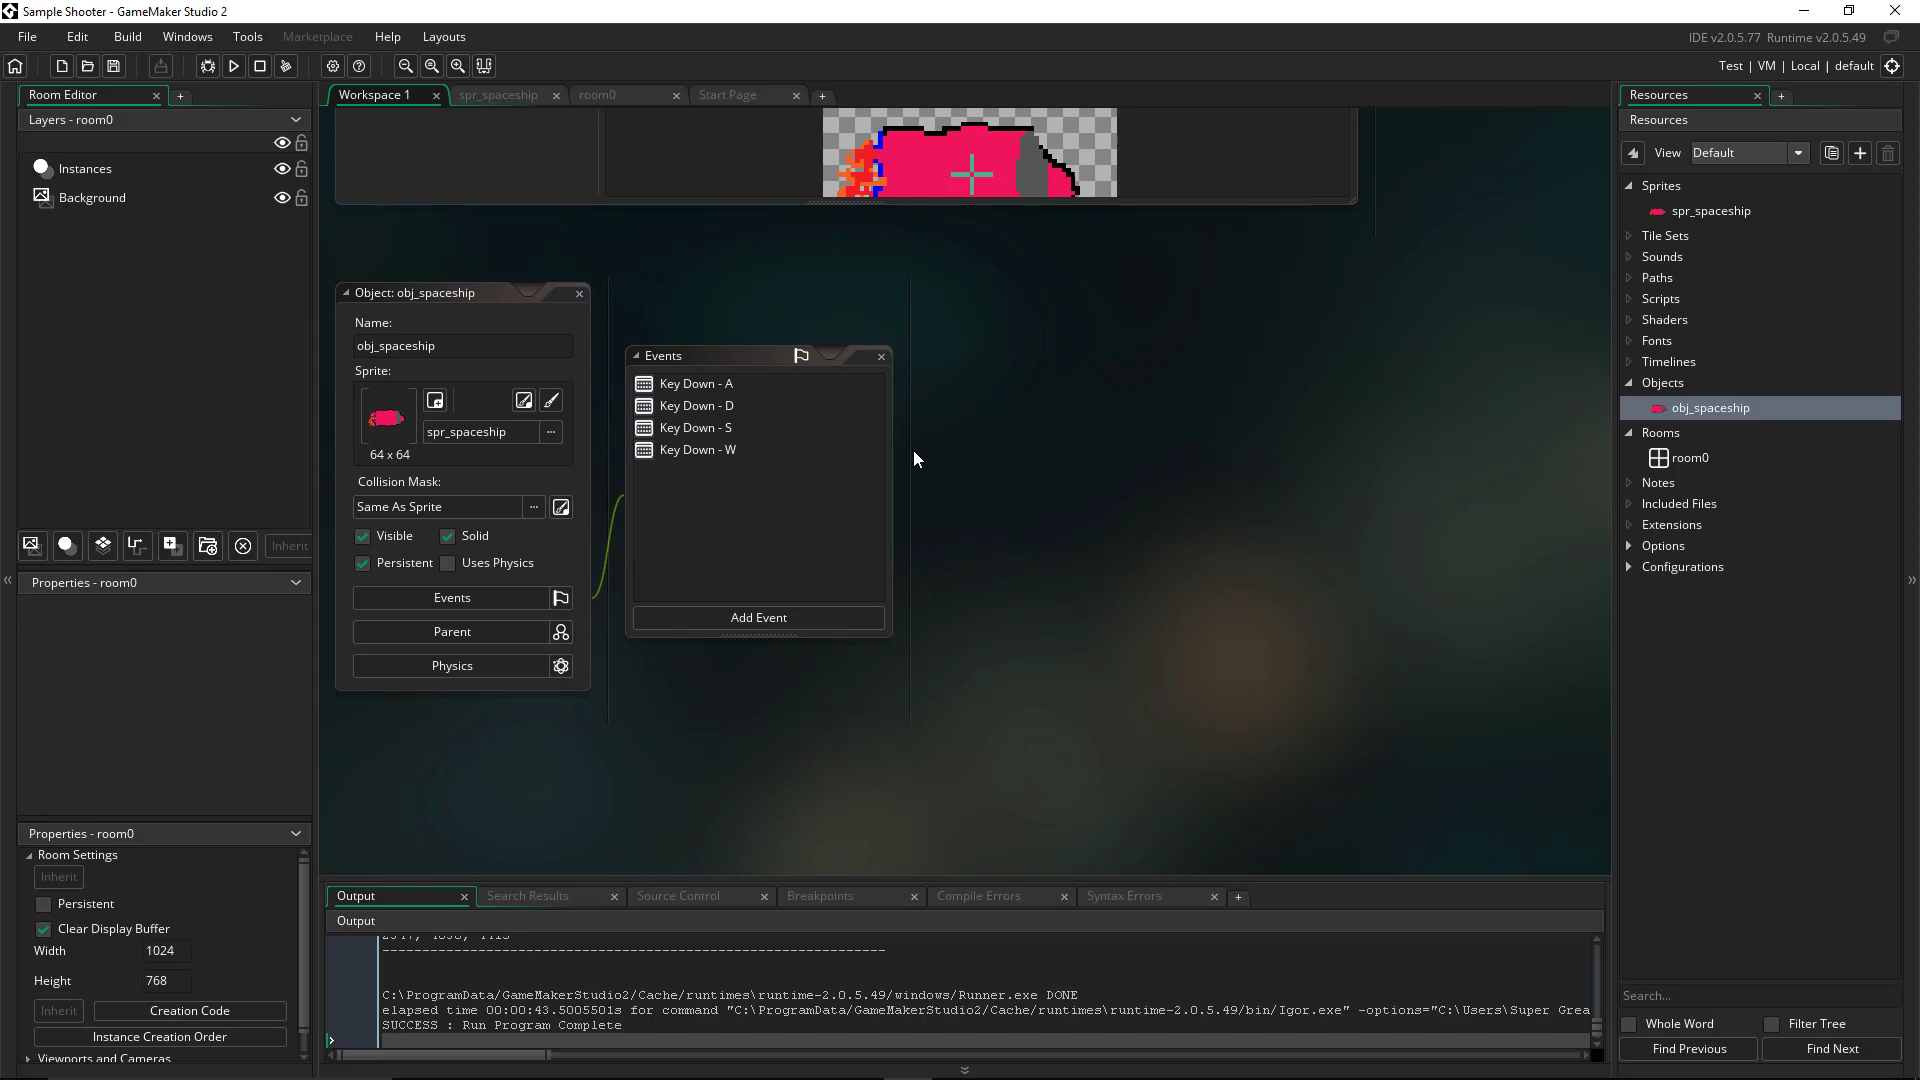 Sample Shooter - GameMaker Studio 2
File Edit Build Windows Tools Marketplace Help Layouts
IDE v2.0.5.77 Runtime v2.0.5.49
Test | VM | Local | default
Room Editor
Layers - room0
Instances
Background
Inherit
Properties - room0
Properties - room0
Room Settings
Inherit
Persistent
Clear Display Buffer
Width 1024
Height 768
Inherit Creation Code
Instance Creation Order
Viewports and Cameras
Workspace 1 spr_spaceship room0 Start Page
Object: obj_spaceship
Name:
obj_spaceship
Sprite:
spr_spaceship
64 x 64
Collision Mask:
Same As Sprite
Visible Solid
Persistent Uses Physics
Events
Parent
Physics
Events
Key Down - A
Key Down - D
Key Down - S
Key Down - W
Add Event
Output Search Results Source Control Breakpoints Compile Errors Syntax Errors
Output
----------------------------------------------------------------
C:\ProgramData/GameMakerStudio2/Cache/runtimes\runtime-2.0.5.49/windows/Runner.exe DONE
elapsed time 00:00:43.5005501s for command "C:\ProgramData/GameMakerStudio2/Cache/runtimes\runtime-2.0.5.49/bin/Igor.exe" -options="C:\Users\Super Grea
SUCCESS : Run Program Complete
Resources
Resources
View Default
Sprites
spr_spaceship
Tile Sets
Sounds
Paths
Scripts
Shaders
Fonts
Timelines
Objects
obj_spaceship
Rooms
room0
Notes
Included Files
Extensions
Options
Configurations
Search...
Whole Word Filter Tree
Find Previous Find Next